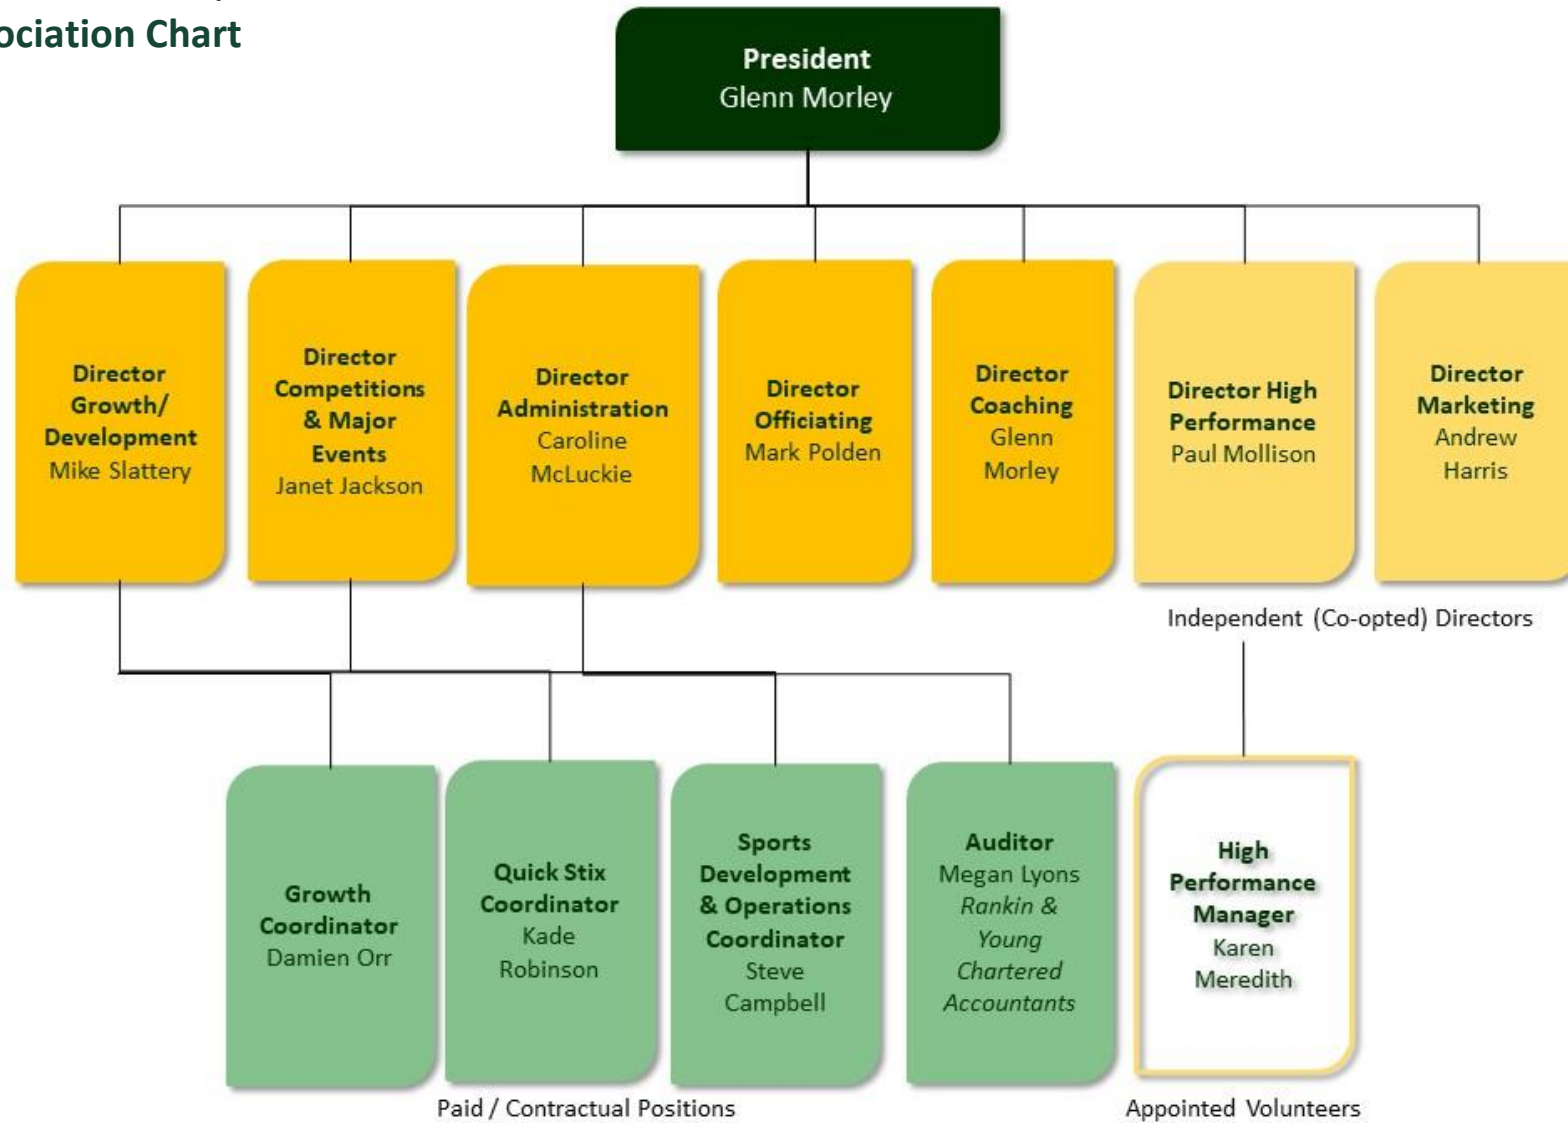 ociation Chart
President
Glenn Morley
Director
Growth/
Development
Mike Slattery
Director
Competitions
& Major
Events
Janet Jackson
Director
Administration
Caroline
McLuckie
Director
Officiating
Mark Polden
Director
Coaching
Glenn
Morley
Director High
Performance
Paul Mollison
Director
Marketing
Andrew
Harris
Independent (Co-opted) Directors
Growth
Coordinator
Damien Orr
Quick Stix
Coordinator
Kade
Robinson
Sports
Development
& Operations
Coordinator
Steve
Campbell
Auditor
Megan Lyons
Rankin &
Young
Chartered
Accountants
High
Performance
Manager
Karen
Meredith
Paid / Contractual Positions
Appointed Volunteers